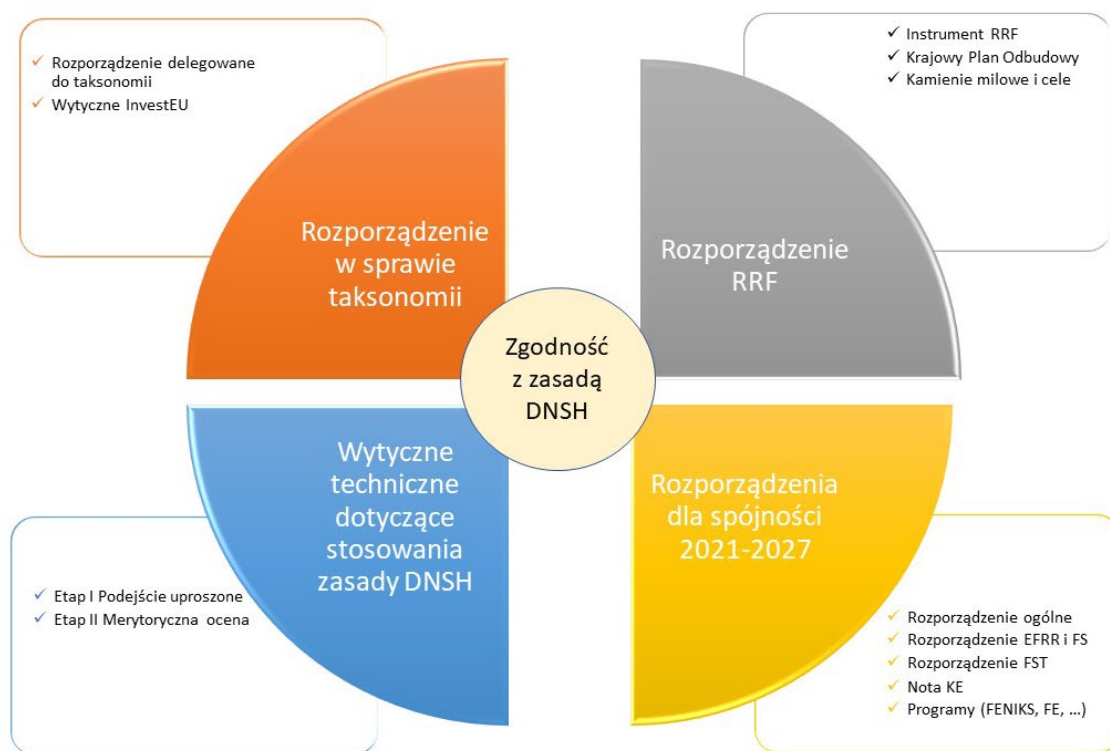 Rozporządzenie delegowane
do taksonomii
Wytyczne InvestEU
Instrument RRF
Krajowy Plan Odbudowy
Kamienie milowe i cele
Rozporządzenie
w sprawie
taksonomii
Rozporządzenie
RRF
Zgodność
z zasadą
DNSH
Wytyczne
techniczne
dotyczące
stosowania
zasady DNSH
Rozporządzenia
dla spójności
2021-2027
Etap I Podejście uproszone
Etap II Merytoryczna ocena
Rozporządzenie ogólne
Rozporządzenie EFRR i FS
Rozporządzenie FST
Nota KE
Programy (FENIKS, FE, ...)